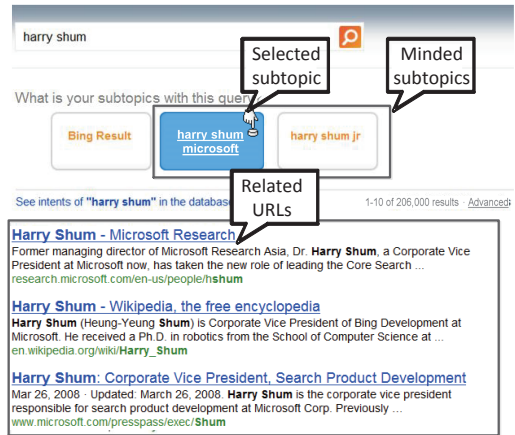 harry shum
Selected
subtopic
Minded
subtopics
What is your subtopics with this query
Bing Result
harry shum
microsoft
harry shum jr
Related
URLs
See intents of "harry shum" in the database
1-10 of 206,000 results · Advanced
Harry Shum - Microsoft Research
Former managing director of Microsoft Research Asia, Dr. Harry Shum, a Corporate Vice
President at Microsoft now, has taken the new role of leading the Core Search ...
research.microsoft.com/en-us/people/hshum
Harry Shum - Wikipedia, the free encyclopedia
Harry Shum (Heung-Yeung Shum) is Corporate Vice President of Bing Development at
Microsoft. He received a Ph.D. in robotics from the School of Computer Science at ...
en.wikipedia.org/wiki/Harry_Shum
Harry Shum: Corporate Vice President, Search Product Development
Mar 26, 2008 · Updated: March 26, 2008. Harry Shum is the corporate vice president
responsible for search product development at Microsoft Corp. Previously ...
www.microsoft.com/presspass/exec/Shum